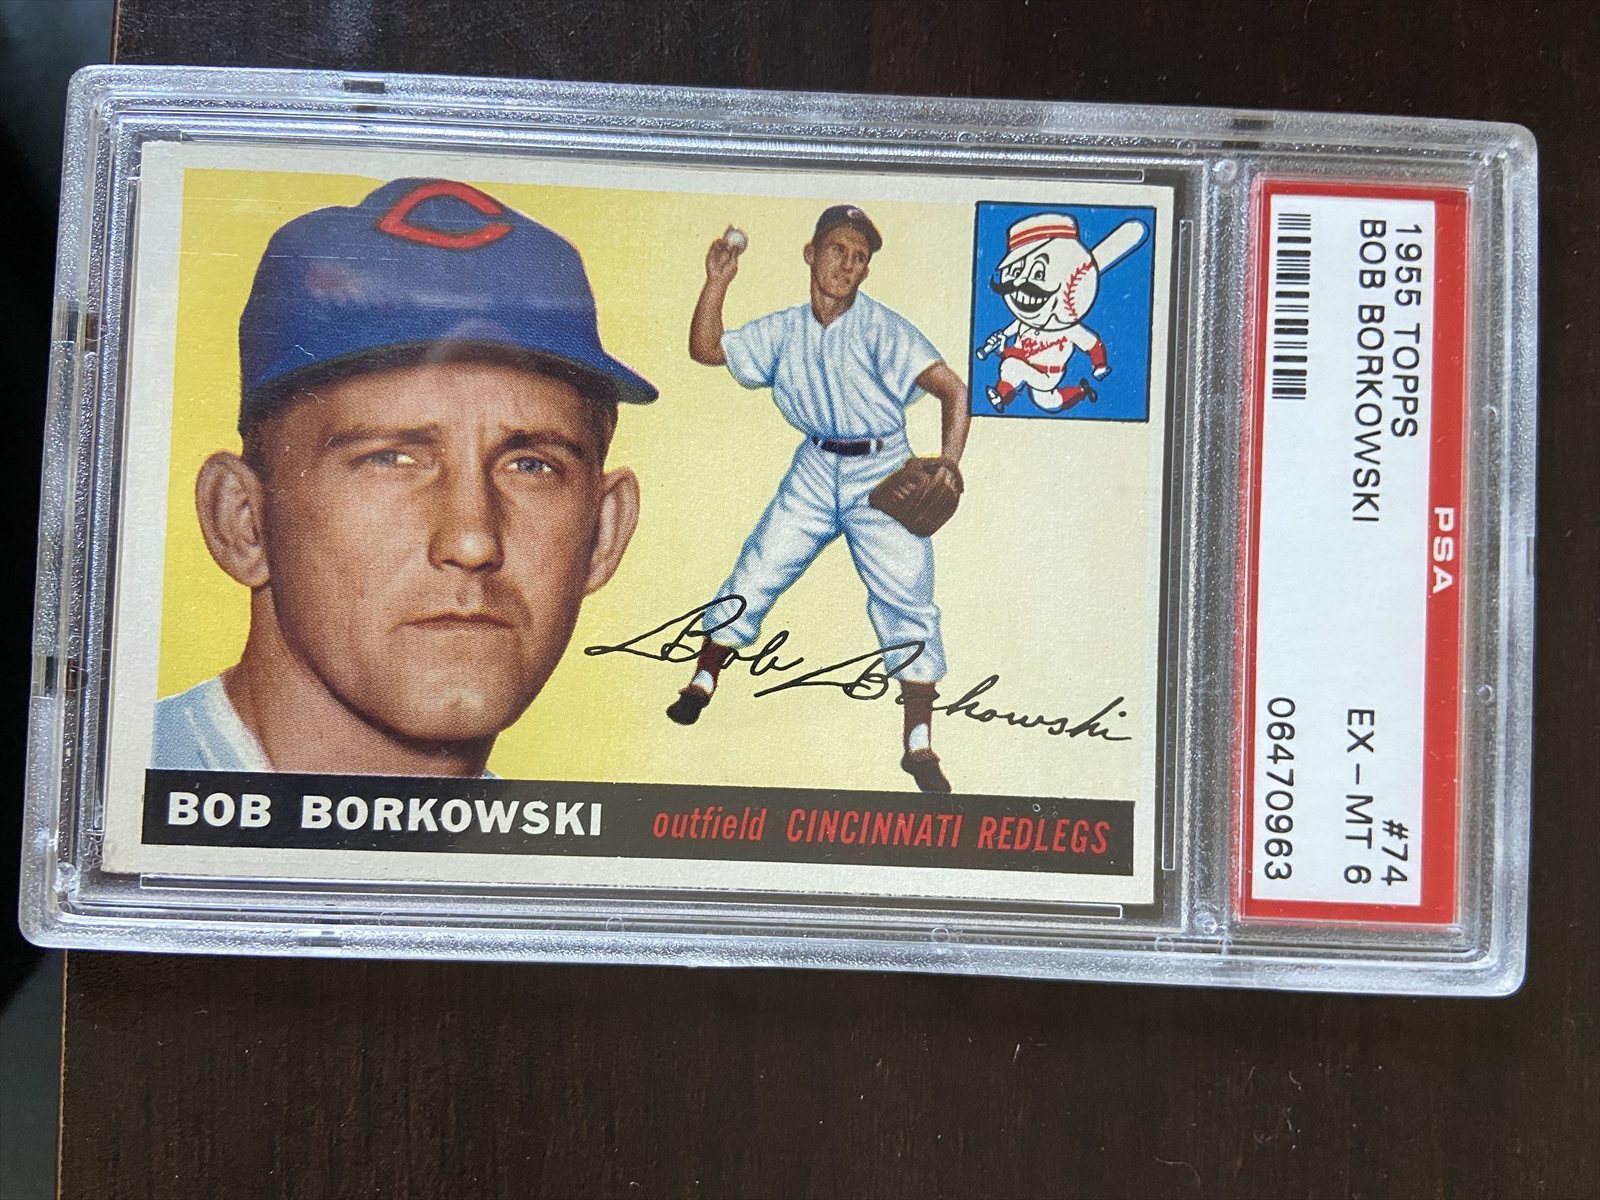 Bob Borkowski
BOB BORKOWSKI outfield CINCINNATI REDLEGS
PSA
1955 TOPPS #74
BOB BORKOWSKI EX - MT 6
06470963